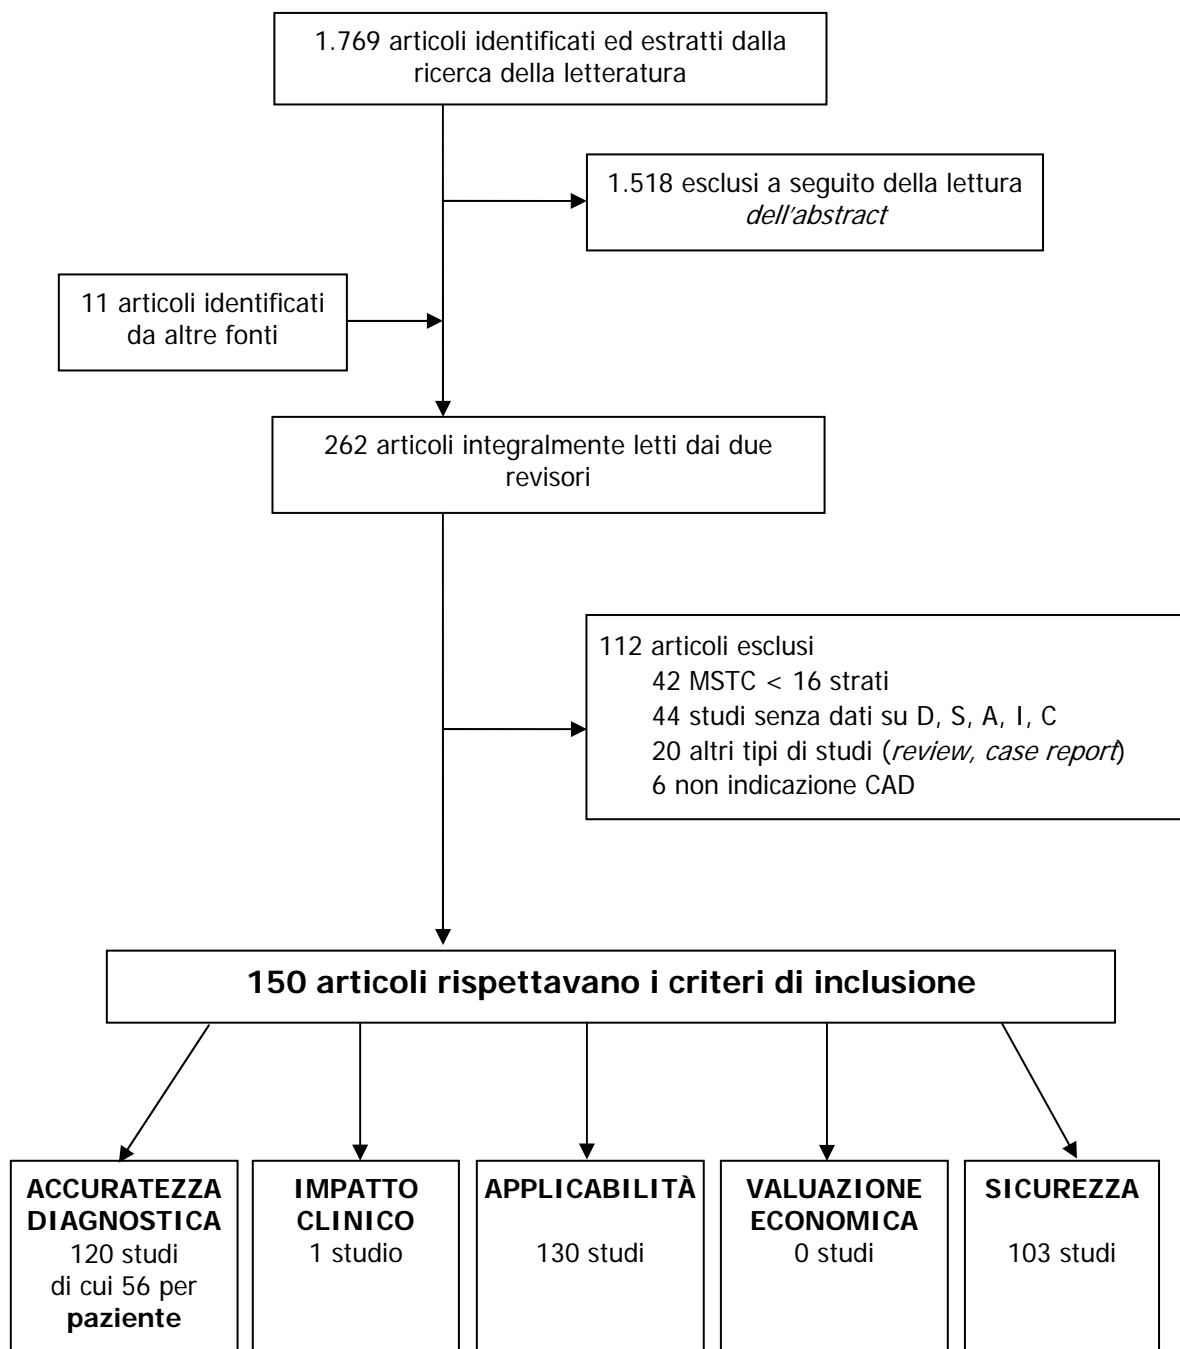 1.769 articoli identificati ed estratti dalla
ricerca della letteratura
1.518 esclusi a seguito della lettura
dell'abstract
11 articoli identificati
da altre fonti
262 articoli integralmente letti dai due
revisori
112 articoli esclusi
42 MSTC < 16 strati
44 studi senza dati su D, S, A, I, C
20 altri tipi di studi (review, case report)
6 non indicazione CAD
150 articoli rispettavano i criteri di inclusione
ACCURATEZZA
DIAGNOSTICA
120 studi
di cui 56 per
paziente
IMPATTO
CLINICO
1 studio
APPLICABILITÀ
130 studi
VALUAZIONE
ECONOMICA
0 studi
SICUREZZA
103 studi